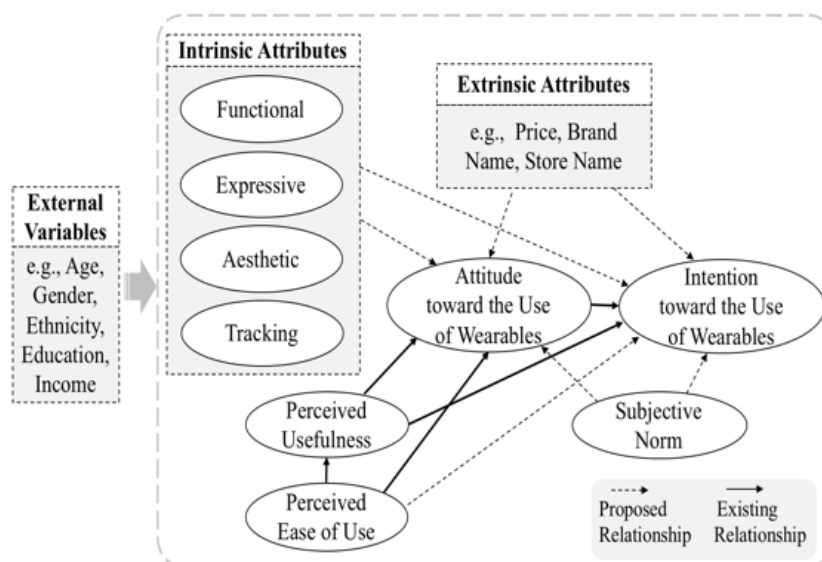 External
Variables
e.g., Age,
Gender,
Ethnicity,
Education,
Income
Intrinsic Attributes
Functional
Expressive
Aesthetic
Tracking
Extrinsic Attributes
e.g., Price, Brand
Name, Store Name
Attitude
toward the Use
of Wearables
Intention
toward the Use
of Wearables
Perceived
Usefulness
Subjective
Norm
Perceived
Ease of Use
Proposed
Relationship
Existing
Relationship